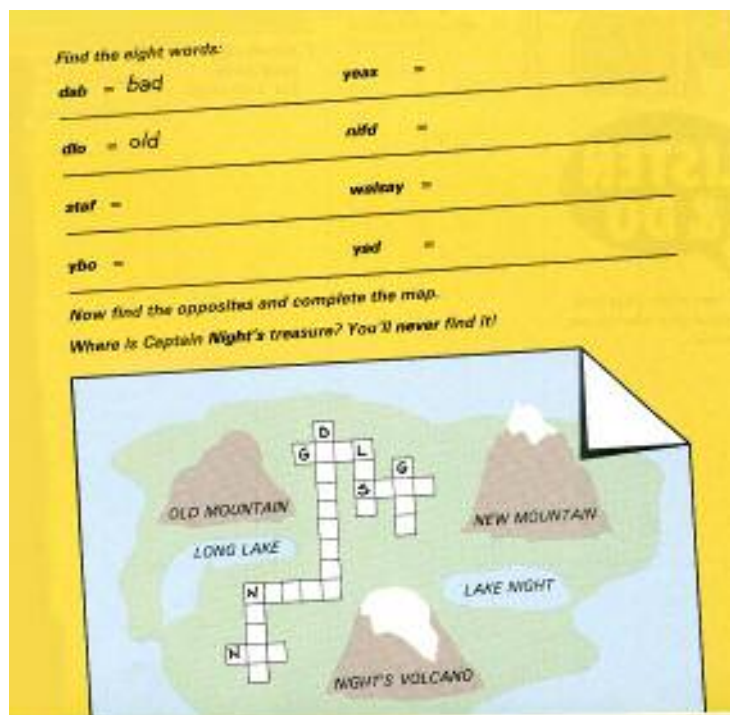 Find the eight words:
dab = bad yeas =
dlo = old nifd =
staf = walsay =
ybo = yad =
Now find the opposites and complete the map.
Where is Captain Night's treasure? You'll never find it!
D
G L
G
S
OLD MOUNTAIN
NEW MOUNTAIN
LONG LAKE
LAKE NIGHT
N
N
NIGHT'S VOLCANO